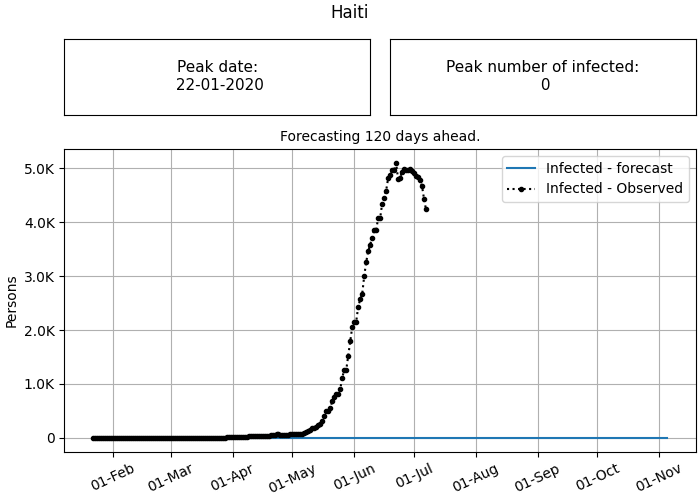 Haiti
Peak date:
22-01-2020
Peak number of infected:
0
Forecasting 120 days ahead.
Infected - forecast
Infected - Observed
Persons
5.0K
4.0K
3.0K
2.0K
1.0K
0
01-Feb
01-Mar
01-Apr
01-May
01-Jun
01-Jul
01-Aug
01-Sep
01-Oct
01-Nov